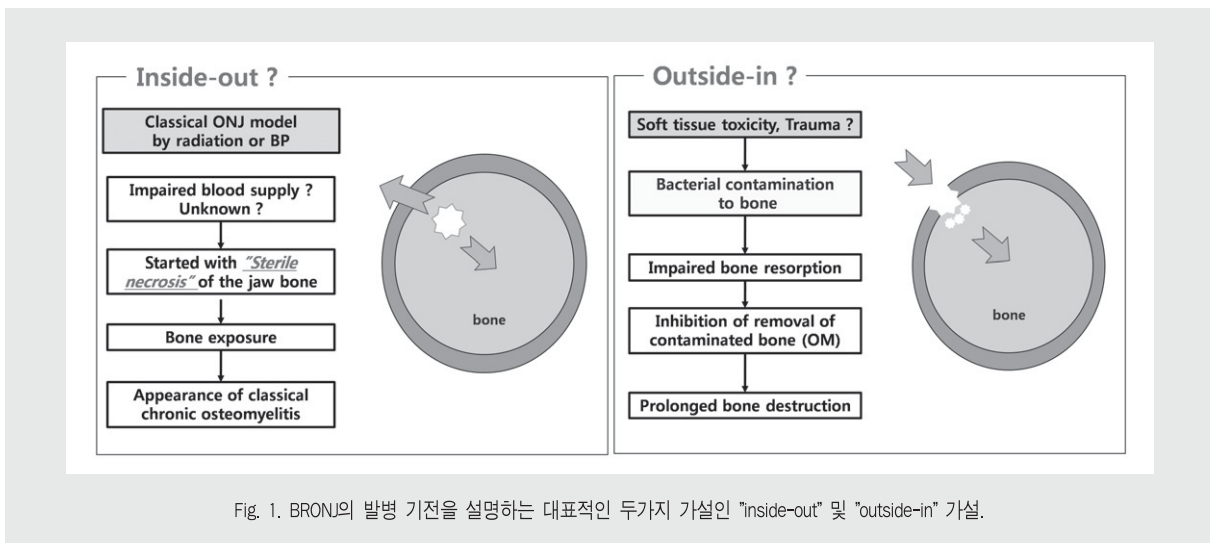 Inside-out ?
Classical ONJ model
by radiation or BP
Impaired blood supply ?
Unknown ?
Started with "Sterile
necrosis" of the jaw bone
Bone exposure
Appearance of classical
chronic osteomyelitis
bone
Outside-in ?
Soft tissue toxicity, Trauma ?
Bacterial contamination
to bone
Impaired bone resorption
Inhibition of removal of
contaminated bone (OM)
Prolonged bone destruction
bone
Fig. 1. BRONJ의 발병 기전을 설명하는 대표적인 두가지 가설인 "inside-out" 및 "outside-in" 가설.